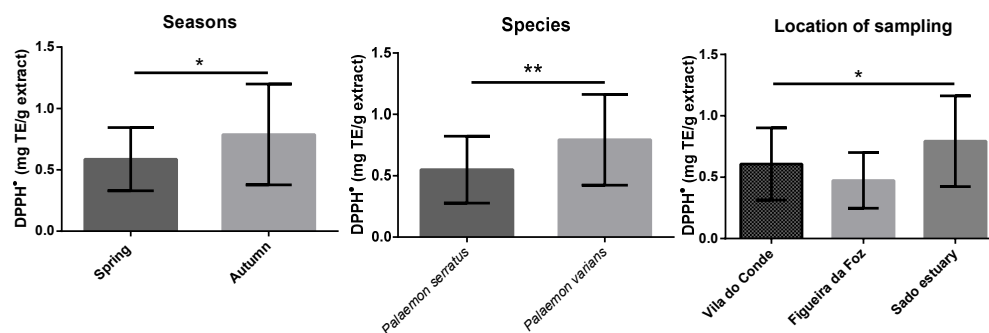 Seasons
DPPH• (mg TE/g extract)
1.5
1.0
0.5
0.0
*
Spring
Autumn
Species
DPPH• (mg TE/g extract)
1.5
1.0
0.5
0.0
**
Palaemon serratus
Palaemon varians
Location of sampling
DPPH• (mg TE/g extract)
1.5
1.0
0.5
0.0
*
Vila do Conde
Figueira da Foz
Sado estuary